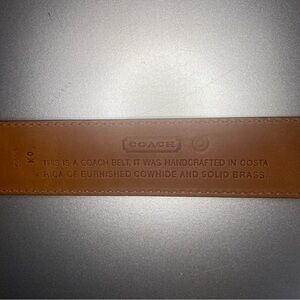 COACH
THIS IS A COACH BELT. IT WAS HANDCRAFTED IN COSTA
RICA OF BURNISHED COWHIDE AND SOLID BRASS